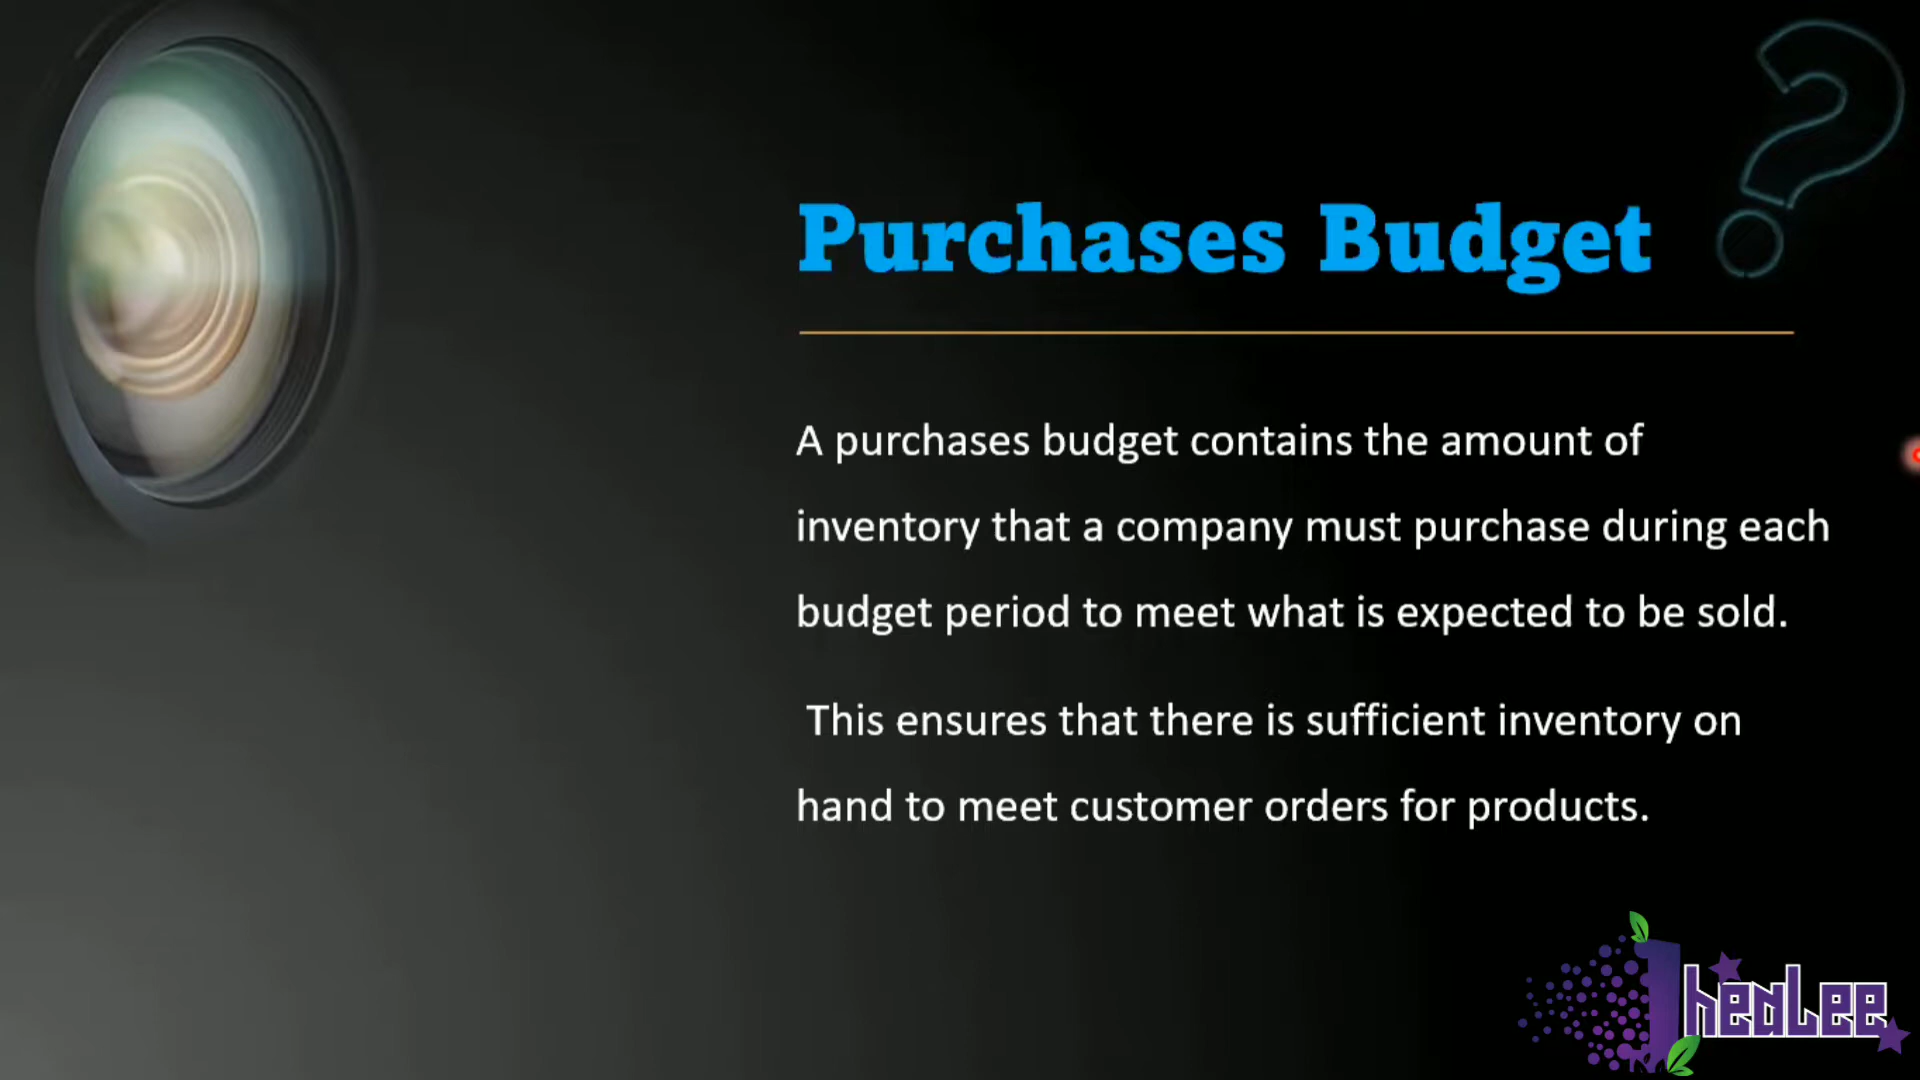 Purchases Budget
A purchases budget contains the amount of
inventory that a company must purchase during each
budget period to meet what is expected to be sold.
This ensures that there is sufficient inventory on
hand to meet customer orders for products.
JhedLee